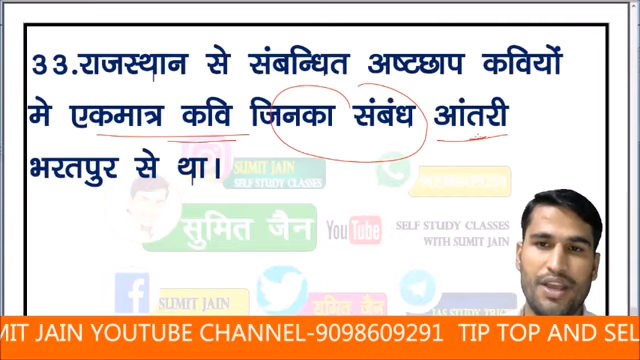 ३३.राजस्थान से संबन्धित अष्टछाप कवियों
मे एकमात्र कवि जिनका संबंध आंतरी
भरतपुर से था।
SUMIT JAIN
SELF STUDY CLASSES
सुमित जैन
YouTube
SELF STUDY CLASSES
WITH SUMIT JAIN
SUMIT JAIN
सुमित जैन
MIT JAIN YOUTUBE CHANNEL-9098609291 TIP TOP AND SEL